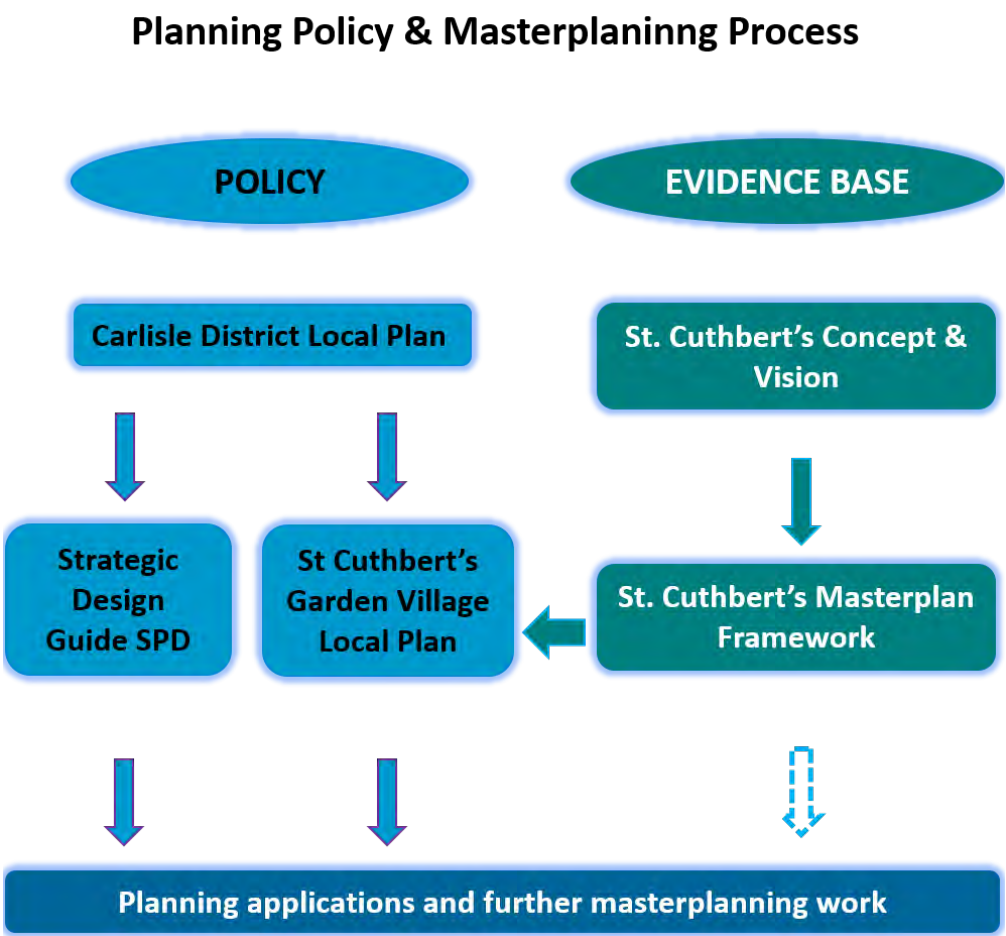 Planning Policy & Masterplaninng Process
POLICY
EVIDENCE BASE
Carlisle District Local Plan
St. Cuthbert’s Concept &
Vision
Strategic
Design
Guide SPD
St Cuthbert’s
Garden Village
Local Plan
St. Cuthbert’s Masterplan
Framework
Planning applications and further masterplanning work